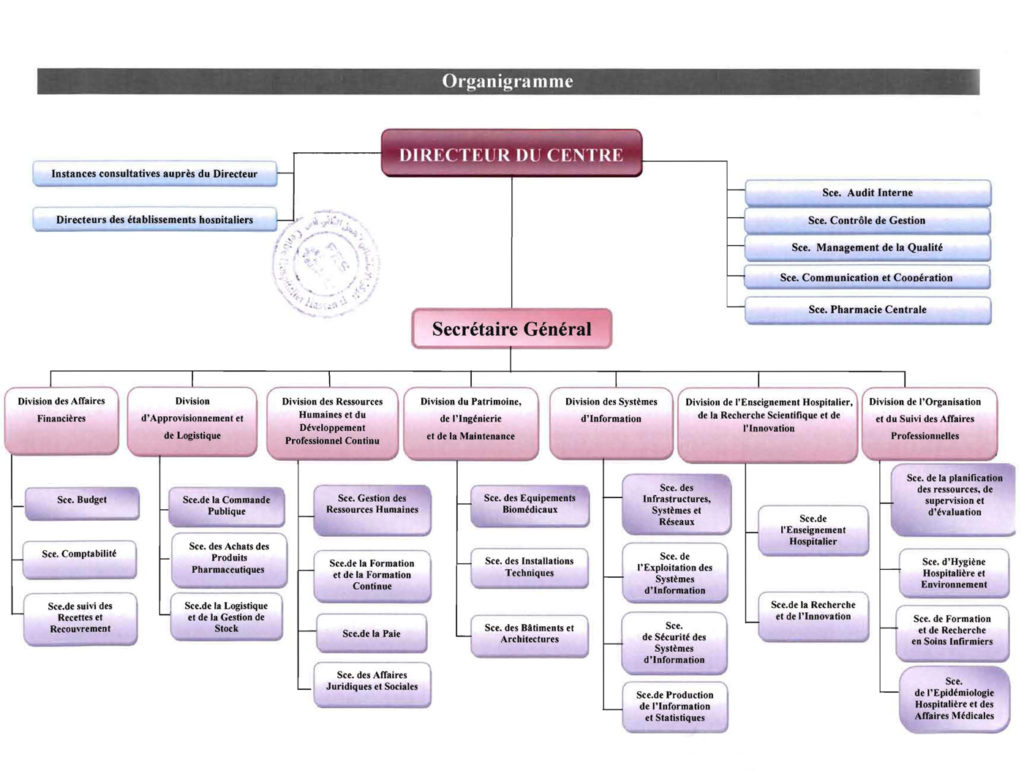 Organigramme
DIRECTEUR DU CENTRE
Instances consultatives auprès du Directeur
Directeurs des établissements hospitaliers
Sce. Audit Interne
Sce. Contrôle de Gestion
Sce. Management de la Qualité
Sce. Communication et Coopération
Sce. Pharmacie Centrale
Secrétaire Général
Division des Affaires
Financières
Division
d'Approvisionnement et
de Logistique
Division des Ressources
Humaines et du
Développement
Professionnel Continu
Division du Patrimoine,
de l'Ingénierie
et de la Maintenance
Division des Systèmes
d'Information
Division de l'Enseignement Hospitalier,
de la Recherche Scientifique et de
l'Innovation
Division de l'Organisation
et du Suivi des Affaires
Professionnelles
Sce. Budget
Sce. Comptabilité
Sce.de suivi des
Recettes et
Recouvrement
Sce.de la Commande
Publique
Sce. des Achats des
Produits
Pharmaceutiques
Sce.de la Logistique
et de la Gestion de
Stock
Sce. Gestion des
Ressources Humaines
Sce.de la Formation
et de la Formation
Continue
Sce.de la Paie
Sce. des Affaires
Juridiques et Sociales
Sce. des Equipements
Biomédicaux
Sce. des Installations
Techniques
Sce. des Bâtiments et
Architectures
Sce. des
Infrastructures,
Systèmes et
Réseaux
Sce. de
l'Exploitation des
Systèmes
d'Information
Sce.
de Sécurité des
Systèmes
d'Information
Sce.de Production
de l'Information
et Statistiques
Sce.de
l'Enseignement
Hospitalier
Sce.de la Recherche
et de l'Innovation
Sce. de la planification
des ressources, de
supervision et
d'évaluation
Sce. d'Hygiène
Hospitalière et
Environnement
Sce. de Formation
et de Recherche
en Soins Infirmiers
Sce.
de l'Epidémiologie
Hospitalière et des
Affaires Médicales